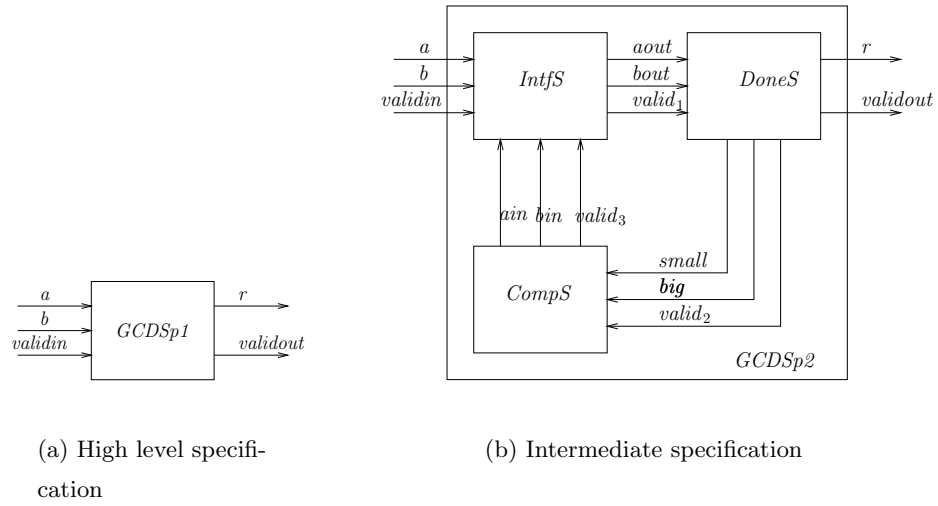 a
b
validin
GCDSp1
r
validout
(a) High level specifi-
cation
a
b
validin
IntfS
aout
bout
valid₁
DoneS
r
validout
ain
bin
valid₃
CompS
small
big
valid₂
GCDSp2
(b) Intermediate specification